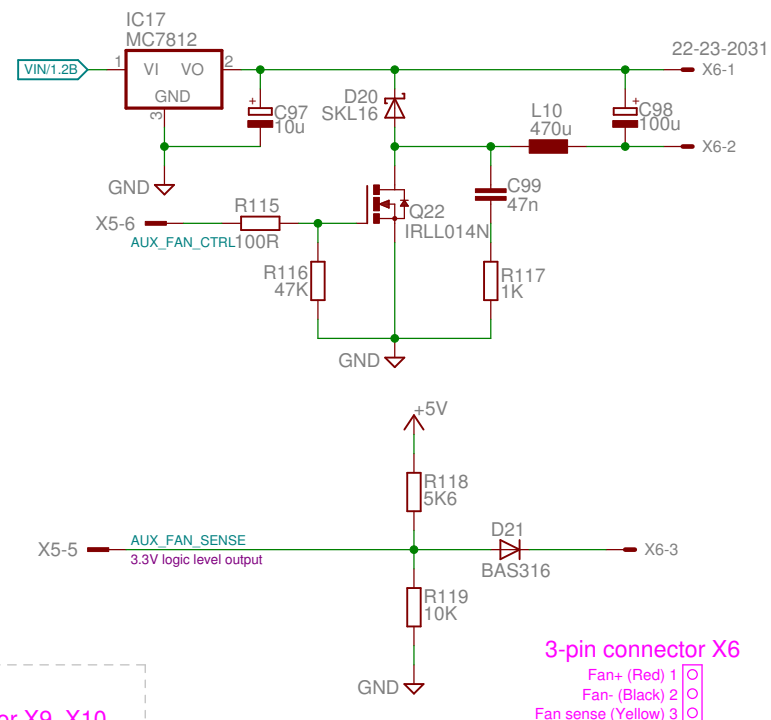 IC17
MC7812
22-23-2031
VIN/1.2B
1
VI
VO
2
GND
3
X6-1
C97
10u
D20
SKL16
L10
470u
C98
100u
X6-2
GND
C99
47n
Q22
IRLL014N
X5-6
R115
AUX_FAN_CTRL
100R
R116
47K
R117
1K
GND
+5V
R118
5K6
X5-5
AUX_FAN_SENSE
3.3V logic level output
D21
BAS316
X6-3
R119
10K
GND
3-pin connector X6
Fan+ (Red) 1
Fan- (Black) 2
Fan sense (Yellow) 3
or X9, X10